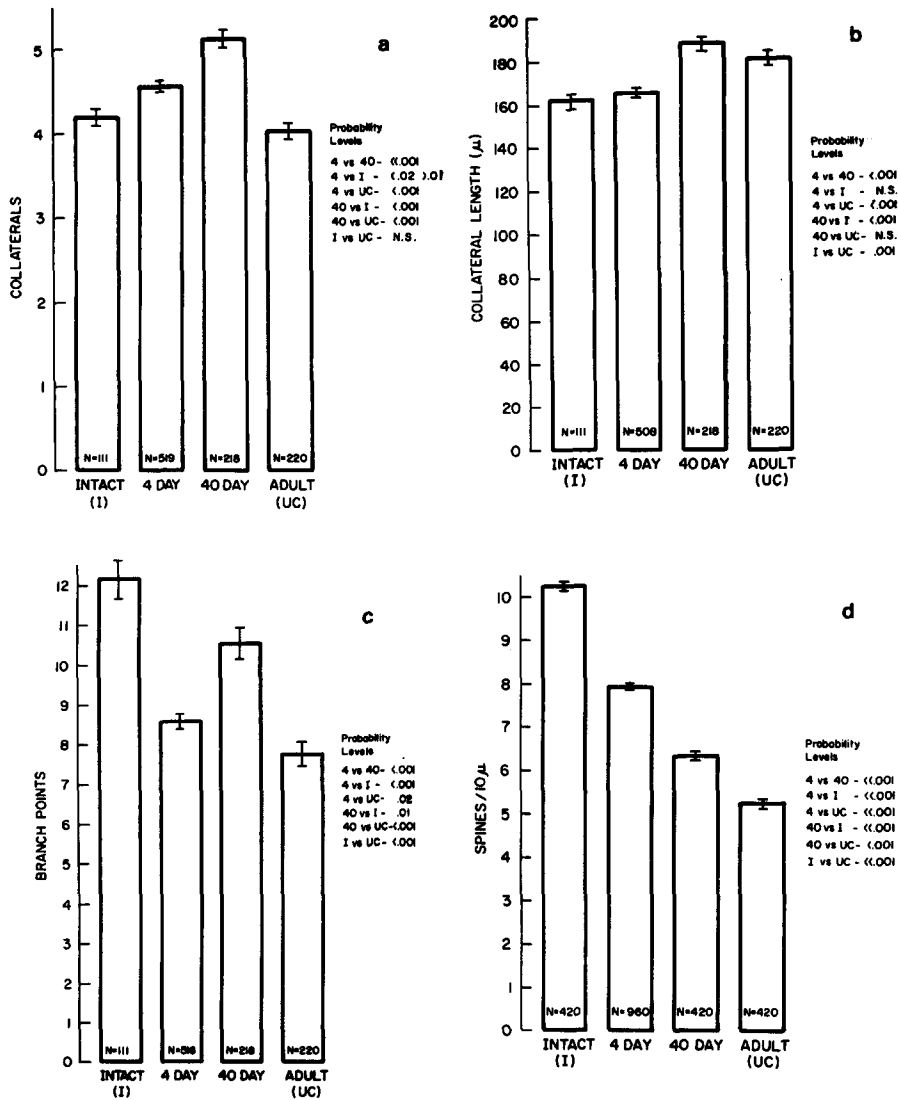 a
COLLATERALS
5
4
3
2
1
0
N=111
N=519
N=218
N=220
INTACT
(I)
4 DAY
40 DAY
ADULT
(UC)
Probability
Levels
4 vs 40- <.001
4 vs I - <.02 >.01
4 vs UC- <.001
40 vs I - <.001
40 vs UC- <.001
I vs UC - N.S.
b
COLLATERAL LENGTH (μ)
200
180
160
140
120
100
80
60
40
20
0
N=111
N=508
N=218
N=220
INTACT
(I)
4 DAY
40 DAY
ADULT
(UC)
Probability
Levels
4 vs 40 - <.001
4 vs I - N.S.
4 vs UC - <.001
40 vs I - <.001
40 vs UC- N.S.
I vs UC - .001
c
BRANCH POINTS
12
11
10
9
8
7
6
5
4
3
2
1
0
N=111
N=518
N=218
N=220
INTACT
(I)
4 DAY
40 DAY
ADULT
(UC)
Probability
Levels
4 vs 40- <.001
4 vs I - <.001
4 vs UC- .02
40 vs I- .01
40 vs UC-<.001
I vs UC- <.001
d
SPINES/10μ
10
9
8
7
6
5
4
3
2
1
0
N=420
N=960
N=420
N=420
INTACT
(I)
4 DAY
40 DAY
ADULT
(UC)
Probability
Levels
4 vs 40 - <<.001
4 vs I - <<.001
4 vs UC - <<.001
40 vs I - <<.001
40 vs UC- <.001
I vs UC - <<.001